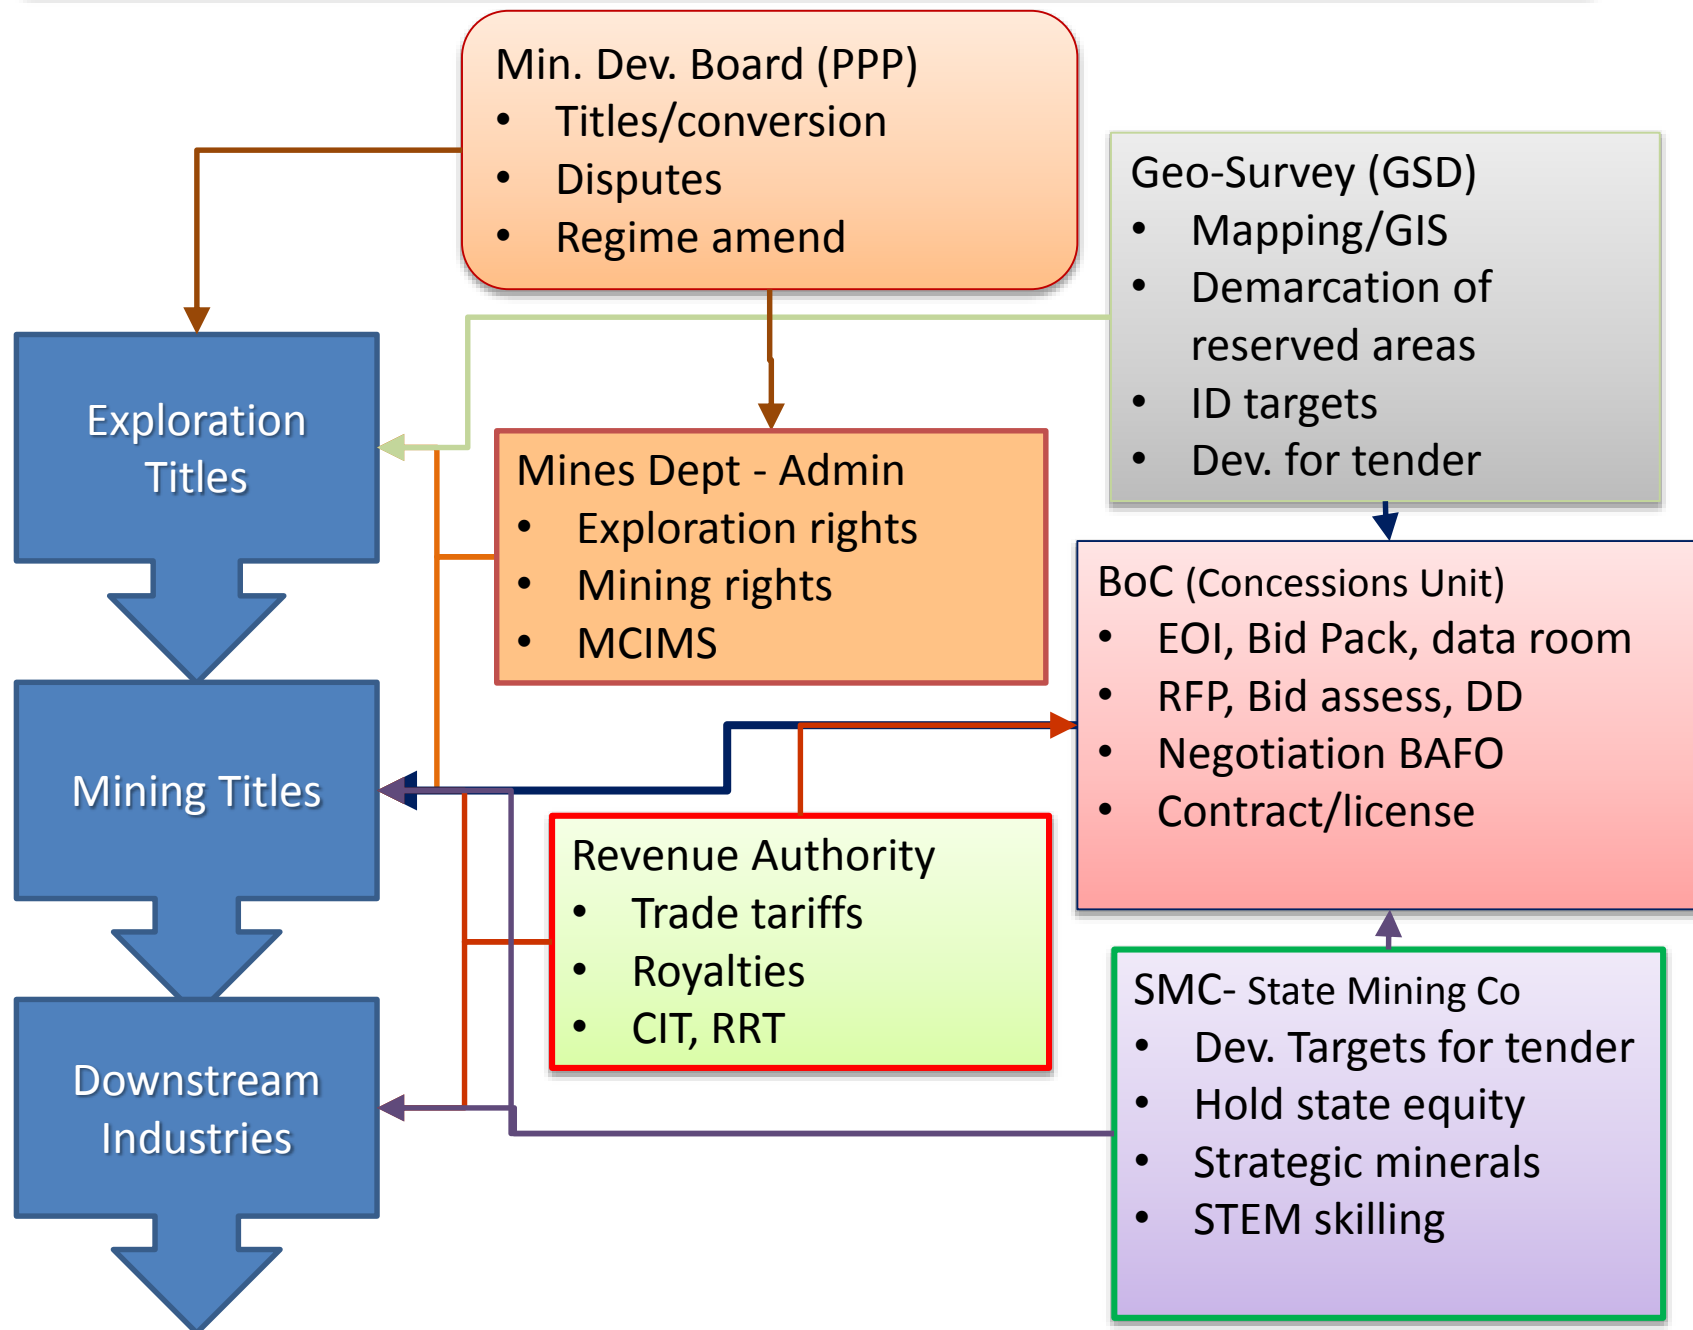 Min. Dev. Board (PPP)
• Titles/conversion
• Disputes
• Regime amend
Geo-Survey (GSD)
• Mapping/GIS
• Demarcation of
reserved areas
• ID targets
• Dev. for tender
Exploration
Titles
Mines Dept - Admin
• Exploration rights
• Mining rights
• MCIMS
BoC (Concessions Unit)
• EOI, Bid Pack, data room
• RFP, Bid assess, DD
• Negotiation BAFO
• Contract/license
Mining Titles
Revenue Authority
• Trade tariffs
• Royalties
• CIT, RRT
SMC- State Mining Co
• Dev. Targets for tender
• Hold state equity
• Strategic minerals
• STEM skilling
Downstream
Industries